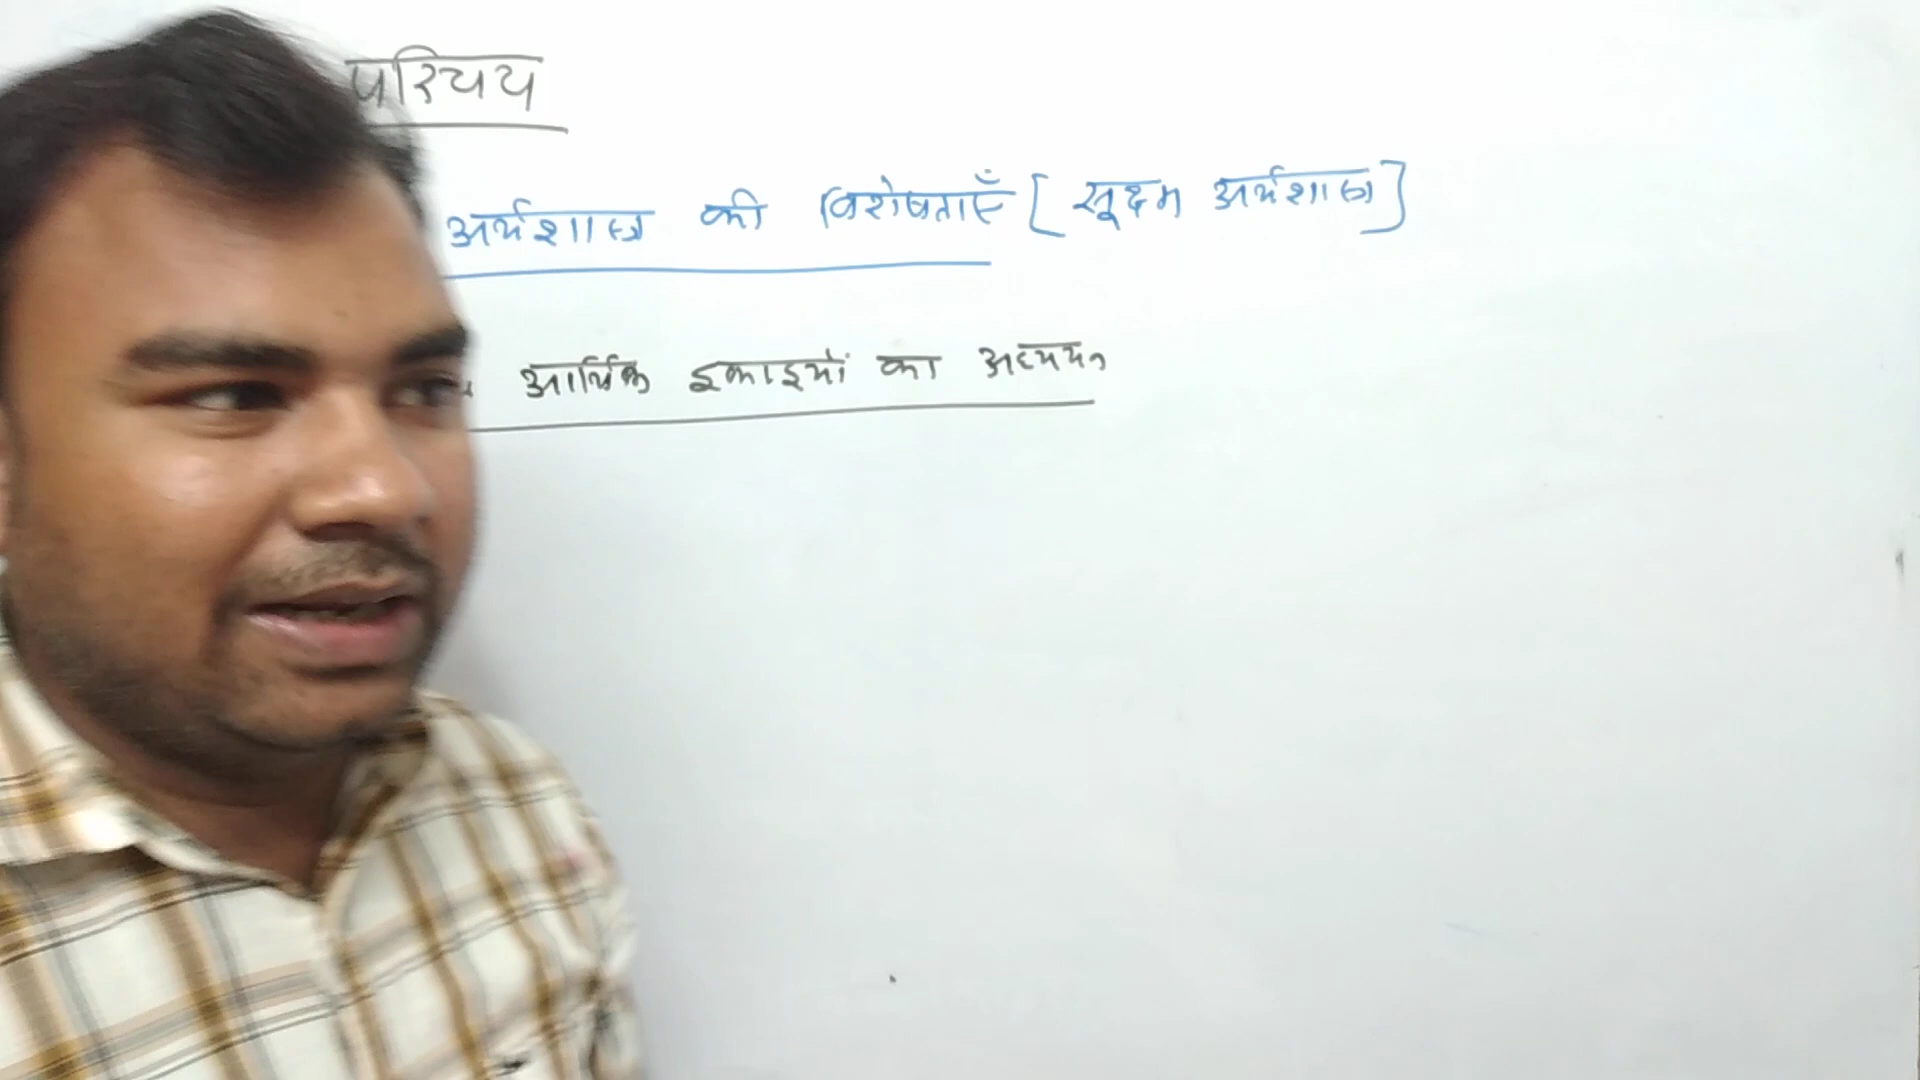 परिचय
अर्थशास्त्र की विशेषताएँ [ सूक्ष्म अर्थशास्त्र ]
आर्थिक इकाइयों का अध्ययन